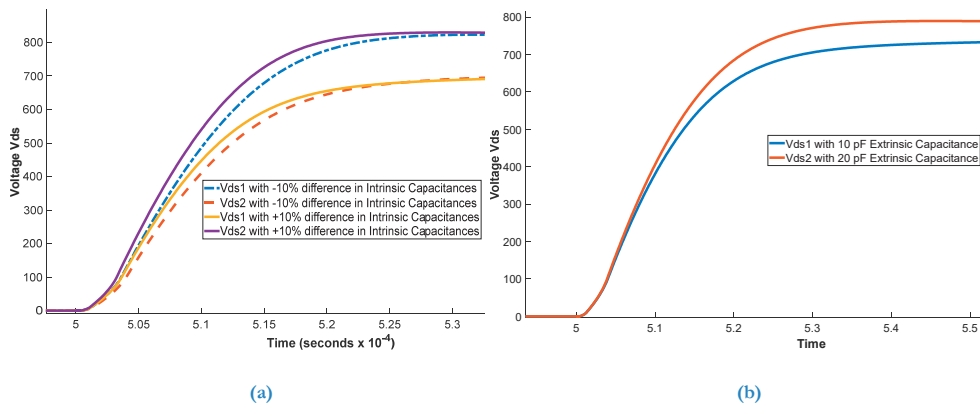 Voltage Vds
800
700
600
500
400
300
200
100
0
Vds1 with -10% difference in Intrinsic Capacitances
Vds2 with -10% difference in Intrinsic Capacitances
Vds1 with +10% difference in Intrinsic Capacitances
Vds2 with +10% difference in Intrinsic Capacitances
5
5.05
5.1
5.15
5.2
5.25
5.3
Time (seconds x 10⁻⁴)
(a)
Voltage Vds
800
700
600
500
400
300
200
100
0
Vds1 with 10 pF Extrinsic Capacitance
Vds2 with 20 pF Extrinsic Capacitance
5
5.1
5.2
5.3
5.4
5.5
Time
(b)